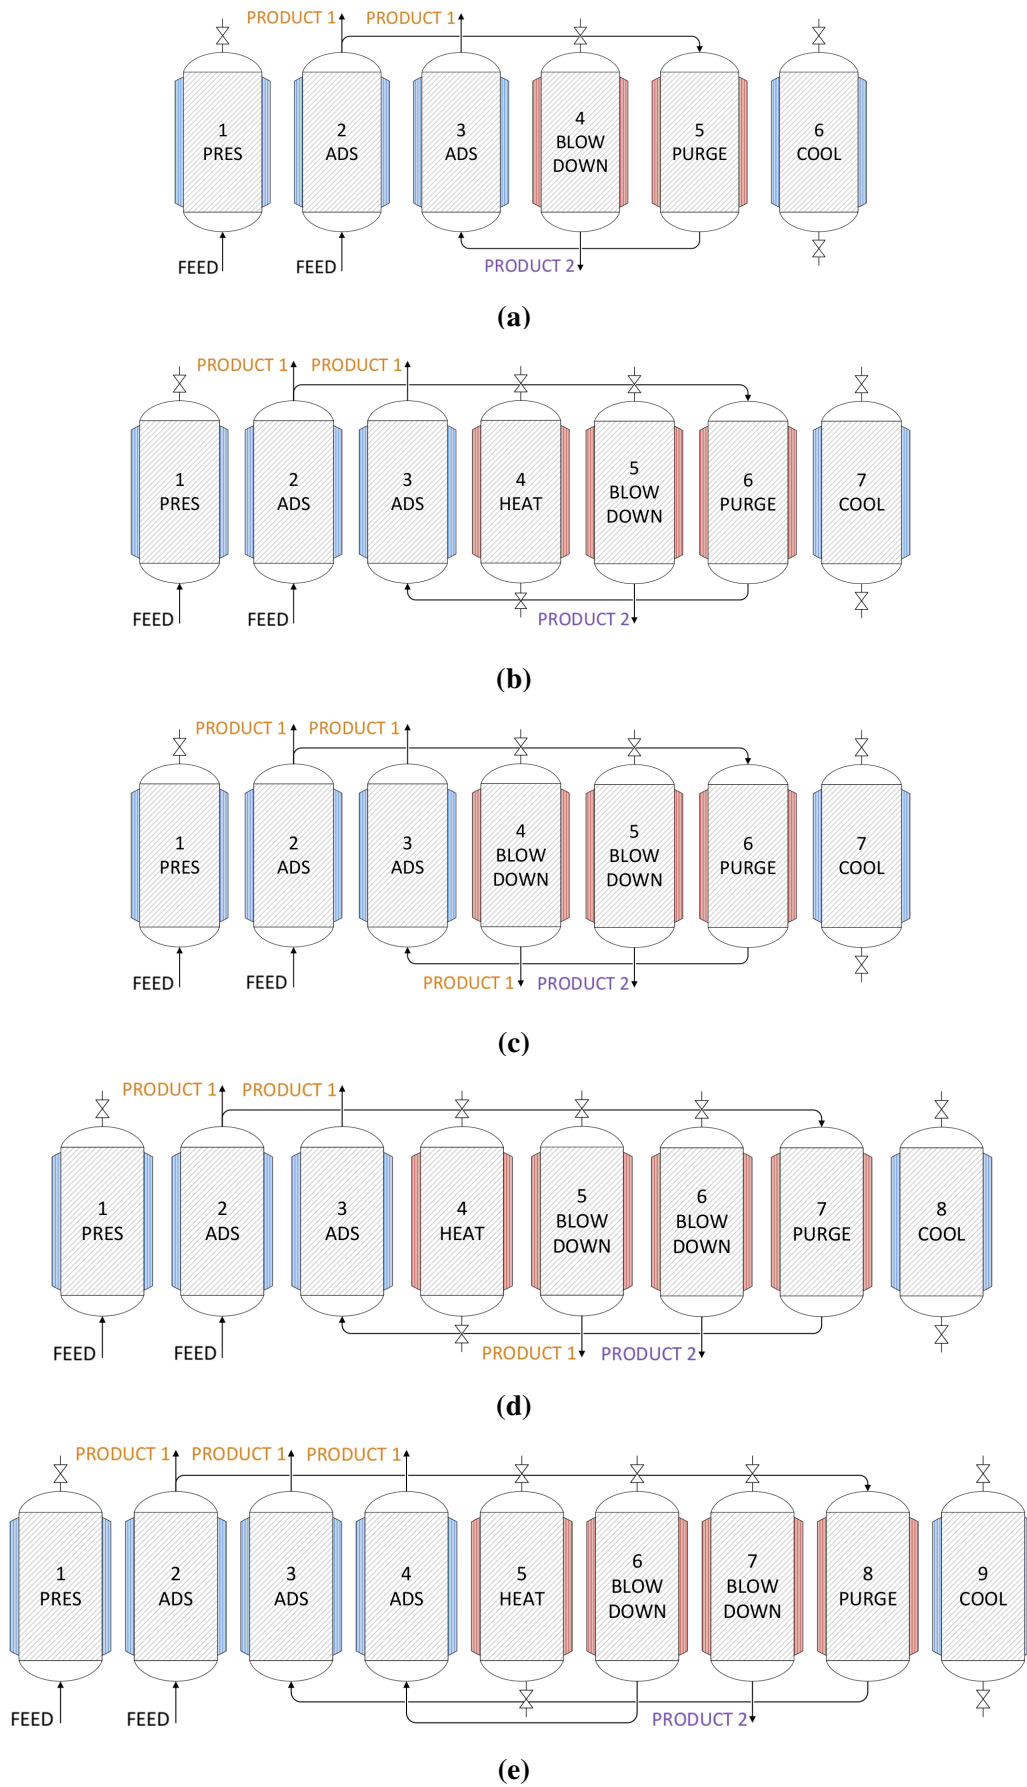 PRODUCT 1 PRODUCT 1
1 PRES
2 ADS
3 ADS
4 BLOW DOWN
5 PURGE
6 COOL
FEED FEED PRODUCT 2
(a)
PRODUCT 1 PRODUCT 1
1 PRES
2 ADS
3 ADS
4 HEAT
5 BLOW DOWN
6 PURGE
7 COOL
FEED FEED PRODUCT 2
(b)
PRODUCT 1 PRODUCT 1
1 PRES
2 ADS
3 ADS
4 BLOW DOWN
5 BLOW DOWN
6 PURGE
7 COOL
FEED FEED PRODUCT 1 PRODUCT 2
(c)
PRODUCT 1 PRODUCT 1
1 PRES
2 ADS
3 ADS
4 HEAT
5 BLOW DOWN
6 BLOW DOWN
7 PURGE
8 COOL
FEED FEED PRODUCT 1 PRODUCT 2
(d)
PRODUCT 1 PRODUCT 1 PRODUCT 1
1 PRES
2 ADS
3 ADS
4 ADS
5 HEAT
6 BLOW DOWN
7 BLOW DOWN
8 PURGE
9 COOL
FEED FEED PRODUCT 2
(e)